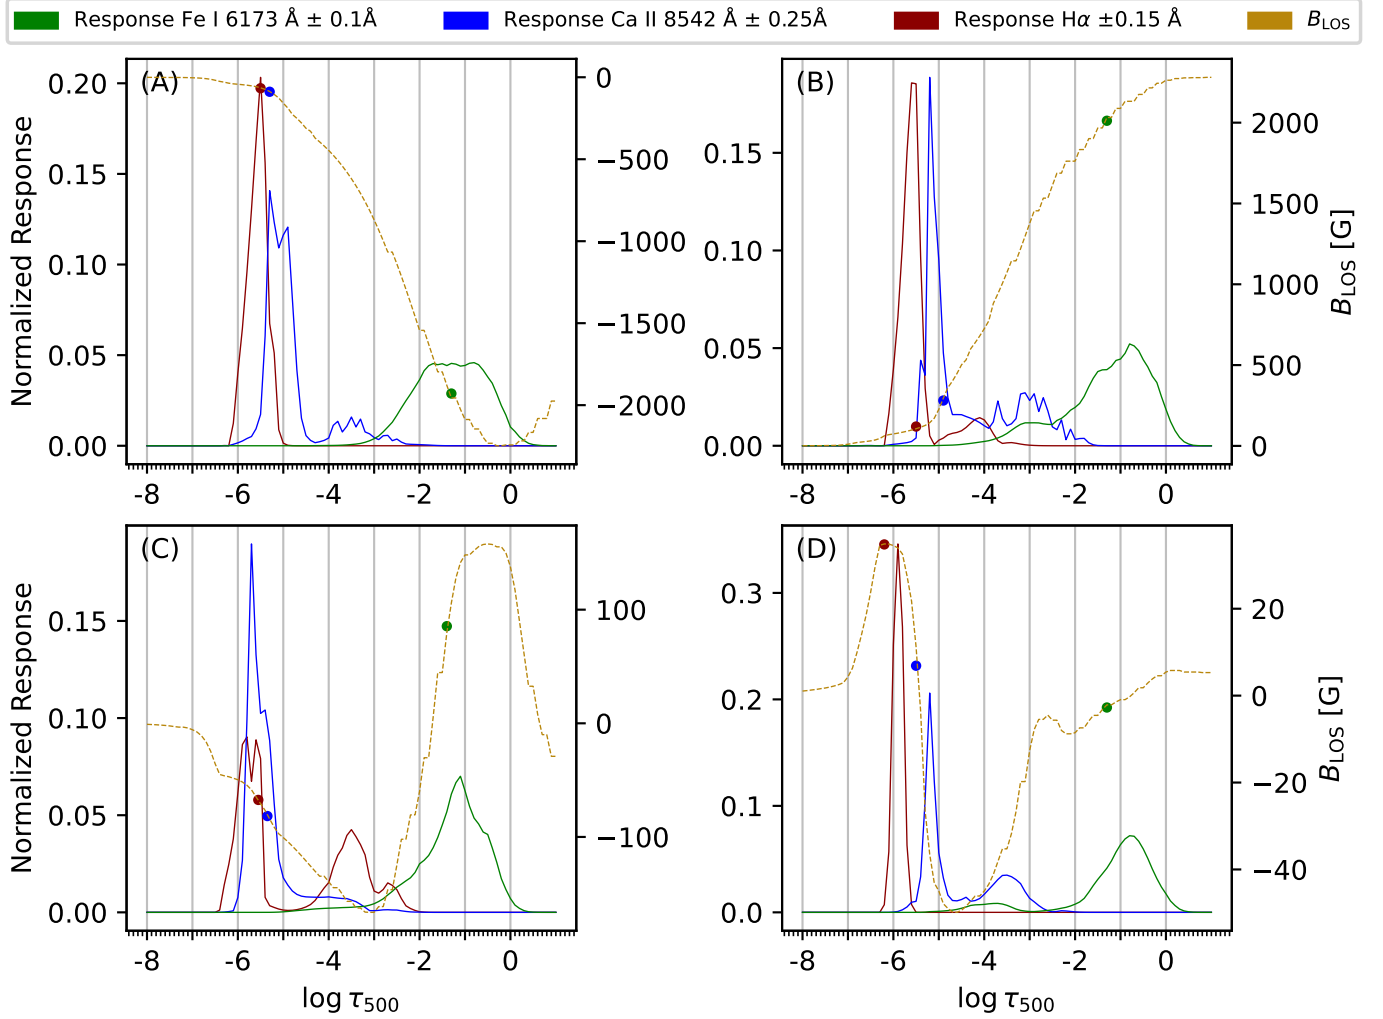 Response Fe I 6173 Å ± 0.1Å Response Ca II 8542 Å ± 0.25Å Response Hα ±0.15 Å B_LOS
(A) (B)
0.20 0
0.15 −500
0.10 −1000
0.05 −1500
0.00 −2000
Normalized Response
-8 -6 -4 -2 0
0.15 2000
0.10 1500
0.05 1000
0.00 500
0
B_LOS [G]
-8 -6 -4 -2 0
(C) (D)
0.15 100
0.10 0
0.05 −100
0.00
Normalized Response
-8 -6 -4 -2 0
log τ_500
0.3 20
0.2 0
0.1 −20
0.0 −40
B_LOS [G]
-8 -6 -4 -2 0
log τ_500